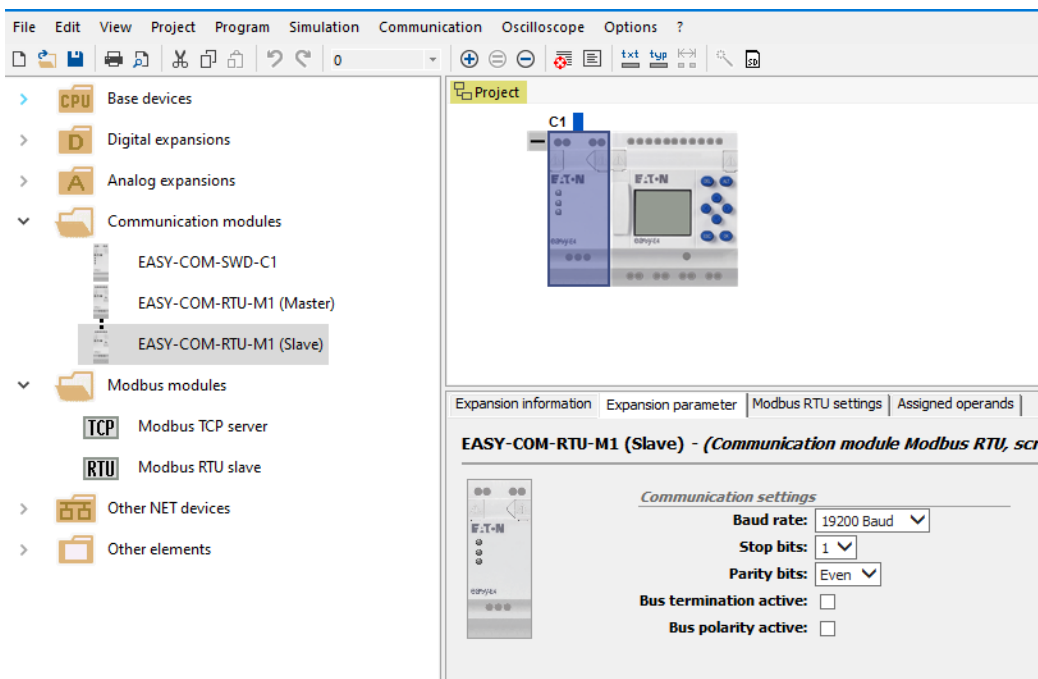 File Edit View Project Program Simulation Communication Oscilloscope Options ?
0
txt typ
SD
CPU Base devices
D Digital expansions
A Analog expansions
Communication modules
EASY-COM-SWD-C1
EASY-COM-RTU-M1 (Master)
EASY-COM-RTU-M1 (Slave)
Modbus modules
TCP Modbus TCP server
RTU Modbus RTU slave
Other NET devices
Other elements
Project
C1
E.T•N E.T•N
Expansion information Expansion parameter Modbus RTU settings Assigned operands
EASY-COM-RTU-M1 (Slave) - (Communication module Modbus RTU, scr
E.T•N
Communication settings
Baud rate: 19200 Baud
Stop bits: 1
Parity bits: Even
Bus termination active:
Bus polarity active: